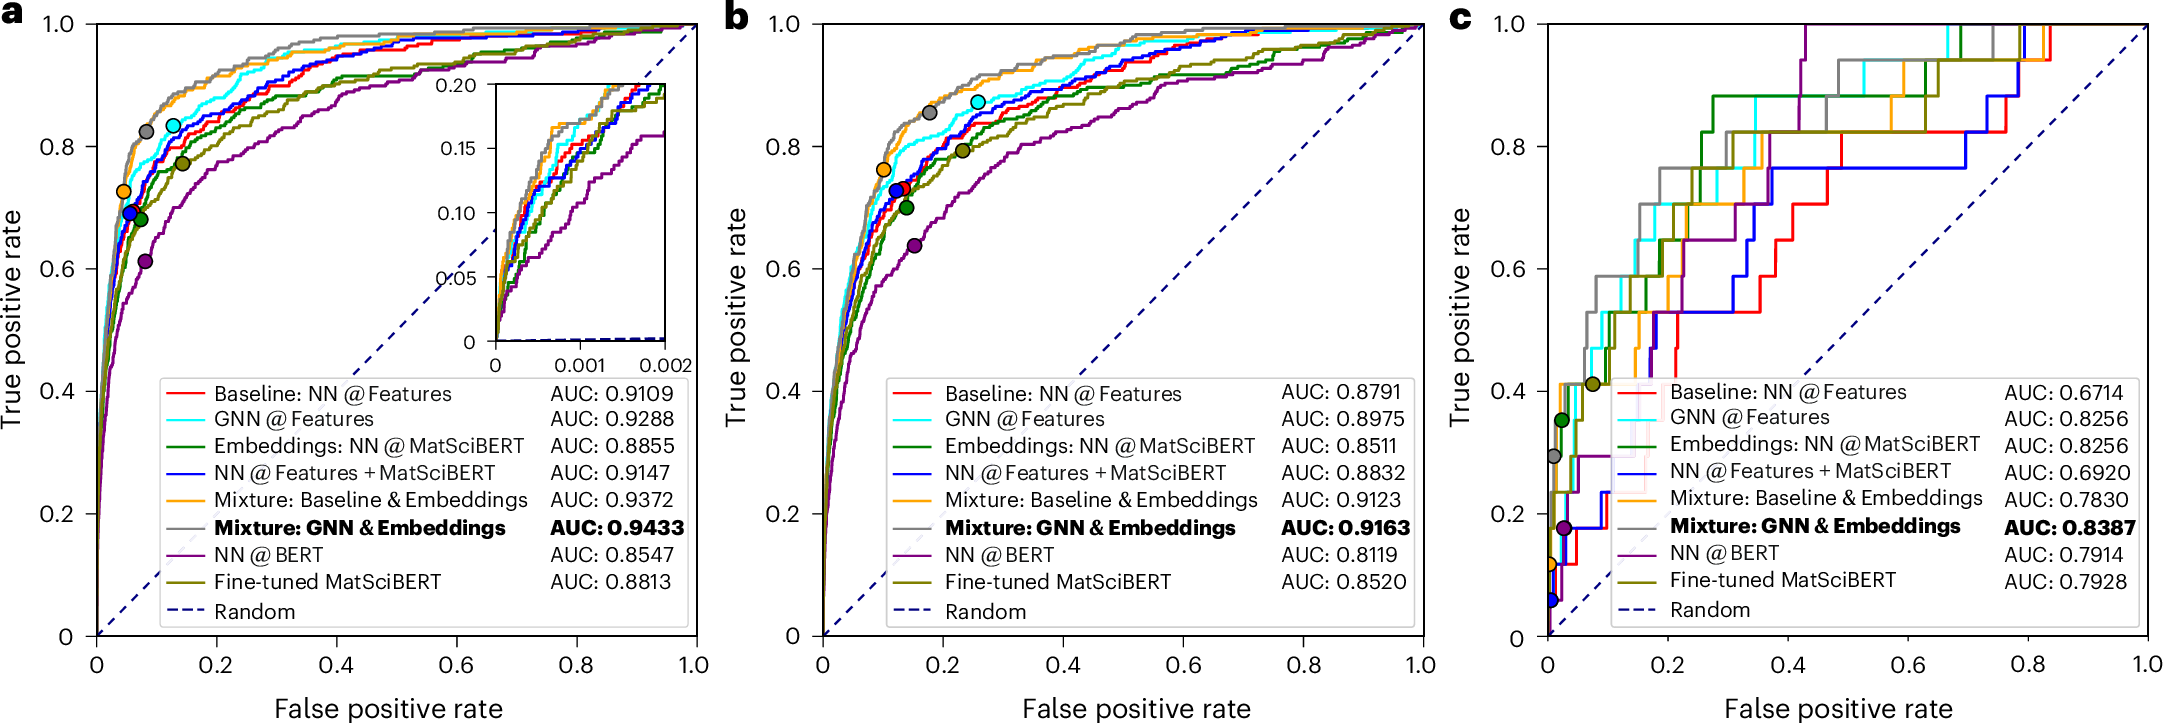 a
True positive rate
1.0
0.8
0.6
0.4
0.2
0
0
0.2
0.4
0.6
0.8
1.0
False positive rate
0.20
0.15
0.10
0.05
0
0
0.001
0.002
Baseline: NN @ Features AUC: 0.9109
GNN @ Features AUC: 0.9288
Embeddings: NN @ MatSciBERT AUC: 0.8855
NN @ Features + MatSciBERT AUC: 0.9147
Mixture: Baseline & Embeddings AUC: 0.9372
Mixture: GNN & Embeddings AUC: 0.9433
NN @ BERT AUC: 0.8547
Fine-tuned MatSciBERT AUC: 0.8813
Random
b
True positive rate
1.0
0.8
0.6
0.4
0.2
0
0
0.2
0.4
0.6
0.8
1.0
False positive rate
Baseline: NN @ Features AUC: 0.8791
GNN @ Features AUC: 0.8975
Embeddings: NN @ MatSciBERT AUC: 0.8511
NN @ Features + MatSciBERT AUC: 0.8832
Mixture: Baseline & Embeddings AUC: 0.9123
Mixture: GNN & Embeddings AUC: 0.9163
NN @ BERT AUC: 0.8119
Fine-tuned MatSciBERT AUC: 0.8520
Random
c
True positive rate
1.0
0.8
0.6
0.4
0.2
0
0
0.2
0.4
0.6
0.8
1.0
False positive rate
Baseline: NN @ Features AUC: 0.6714
GNN @ Features AUC: 0.8256
Embeddings: NN @ MatSciBERT AUC: 0.8256
NN @ Features + MatSciBERT AUC: 0.6920
Mixture: Baseline & Embeddings AUC: 0.7830
Mixture: GNN & Embeddings AUC: 0.8387
NN @ BERT AUC: 0.7914
Fine-tuned MatSciBERT AUC: 0.7928
Random